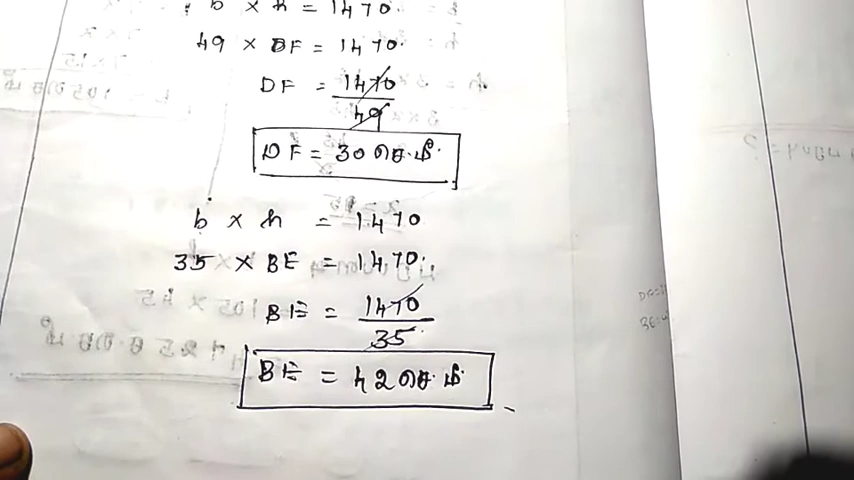 b × h = 1470.
49 × DF = 1470.
DF = 1470
49
DF = 30 செ.மீ.
b × h = 1470
35 × BE = 1470.
BE = 1470
35
BE = 42 செ.மீ.